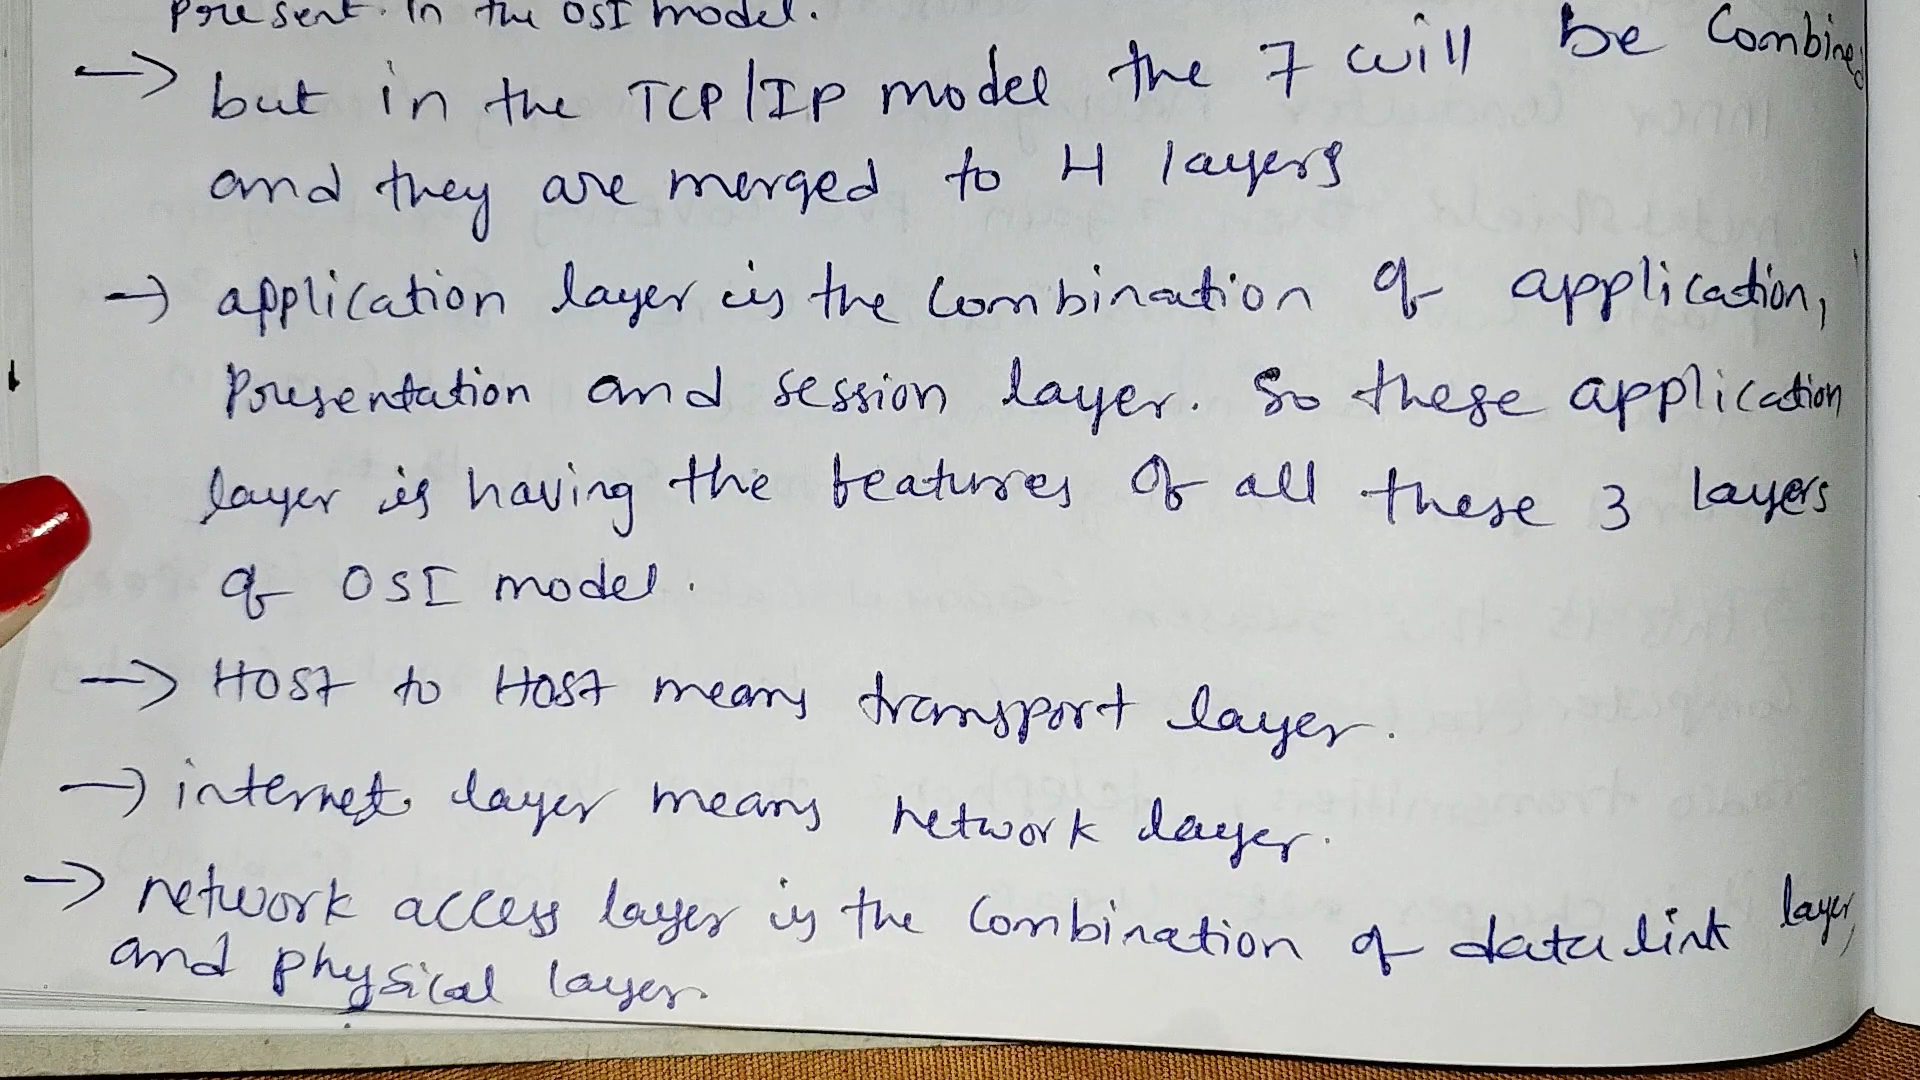 present. in the OSI model.
→ but in the TCP/IP model the 7 will be Combined
and they are merged to 4 layers
→ application layer is the Combination of application,
Presentation and session layer. So these application
layer is having the features of all these 3 layers
of OSI model.
→ HOST to HOST means transport layer.
→ internet layer means network layer.
→ network access layer is the Combination of data link layer,
and physical layer.